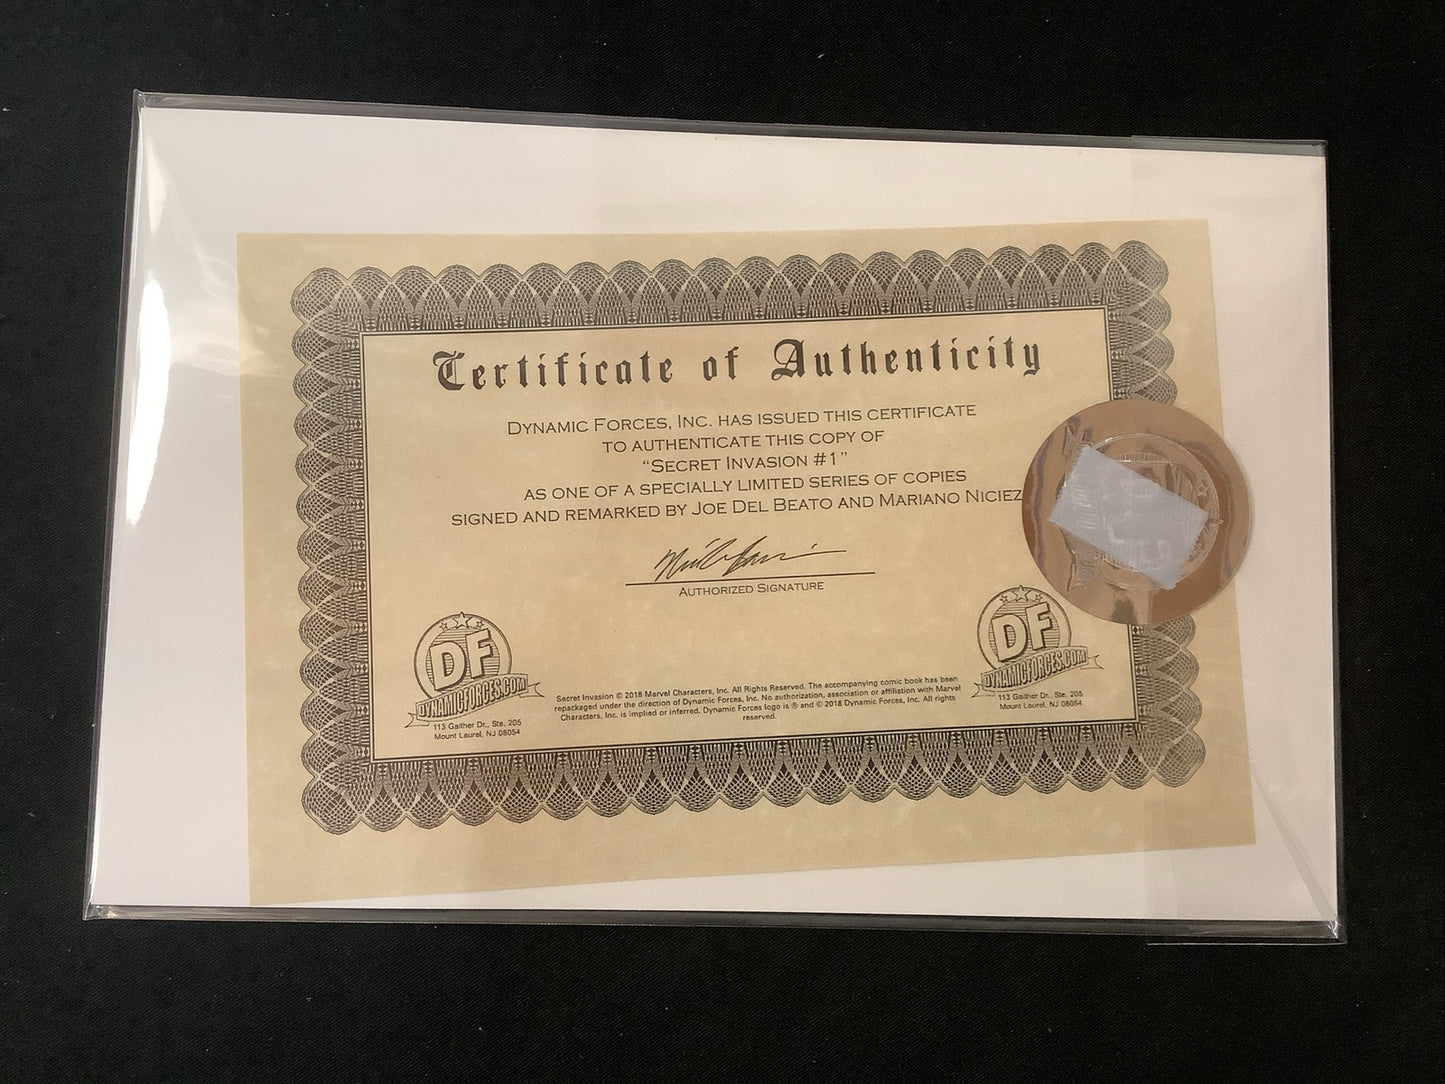 Certificate of Authenticity
DYNAMIC FORCES, INC. HAS ISSUED THIS CERTIFICATE
TO AUTHENTICATE THIS COPY OF
“SECRET INVASION #1”
AS ONE OF A SPECIALLY LIMITED SERIES OF COPIES
SIGNED AND REMARKED BY JOE DEL BEATO AND MARIANO NICIEZ
AUTHORIZED SIGNATURE
DF
DYNAMICFORCES.COM
113 Gaither Dr., Ste. 205
Mount Laurel, NJ 08054
Secret Invasion © 2018 Marvel Characters, Inc. All Rights Reserved. The accompanying comic book has been
repackaged under the direction of Dynamic Forces, Inc. No authorization, association or affiliation with Marvel
Characters, Inc. is implied or inferred. Dynamic Forces logo is ® and © 2018 Dynamic Forces, Inc. All rights
reserved.
DF
DYNAMICFORCES.COM
113 Gaither Dr., Ste. 205
Mount Laurel, NJ 08054